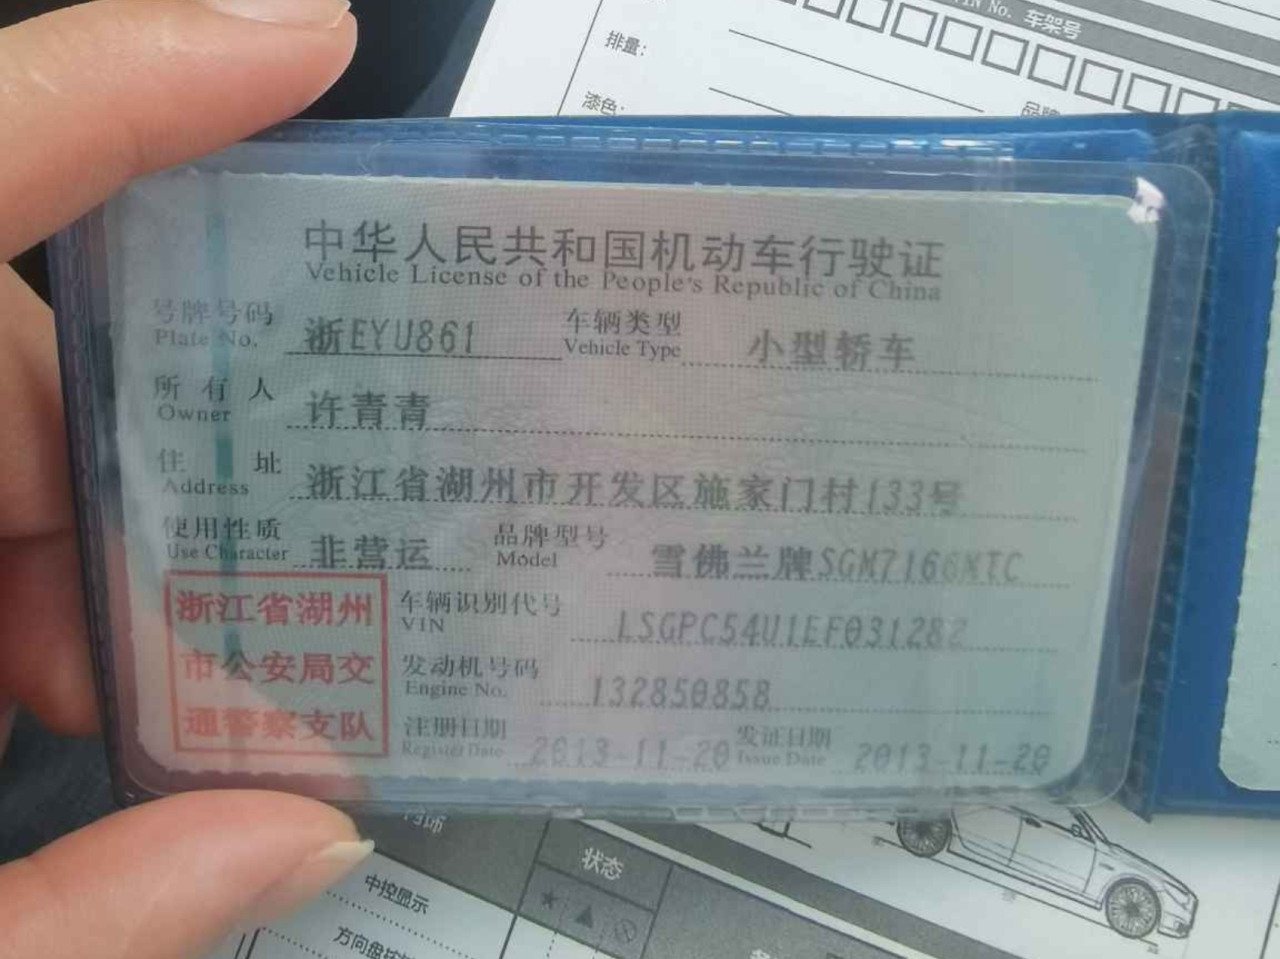 VIN No. 车架号
排量：
漆色：
中华人民共和国机动车行驶证
Vehicle License of the People's Republic of China
号牌号码 浙EYU861 车辆类型 小型轿车
Plate No. Vehicle Type
所有人 许青青
Owner
住址 浙江省湖州市开发区施家门村133号
Address
使用性质 非营运 品牌型号 雪佛兰牌SGM7166MTC
Use Character Model
浙江省湖州
市公安局交
通警察支队
车辆识别代号 LSGPC54U1EF031282
VIN
发动机号码 132850858
Engine No.
注册日期 2013-11-20 发证日期 2013-11-20
Register Date Issue Date
状态
★ ▲
中控显示